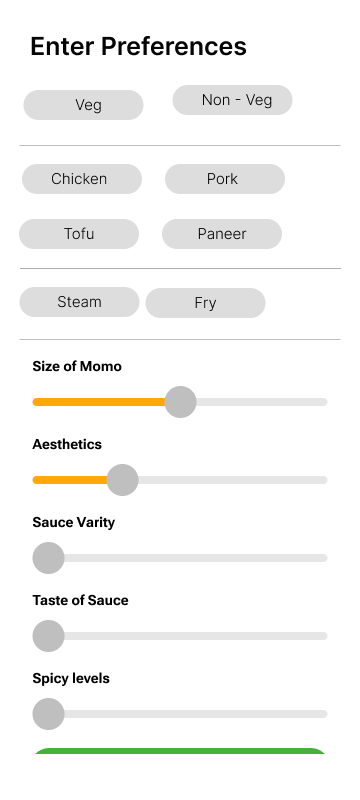 Enter Preferences
Veg
Non - Veg
Chicken
Pork
Tofu
Paneer
Steam
Fry
Size of Momo
Aesthetics
Sauce Varity
Taste of Sauce
Spicy levels